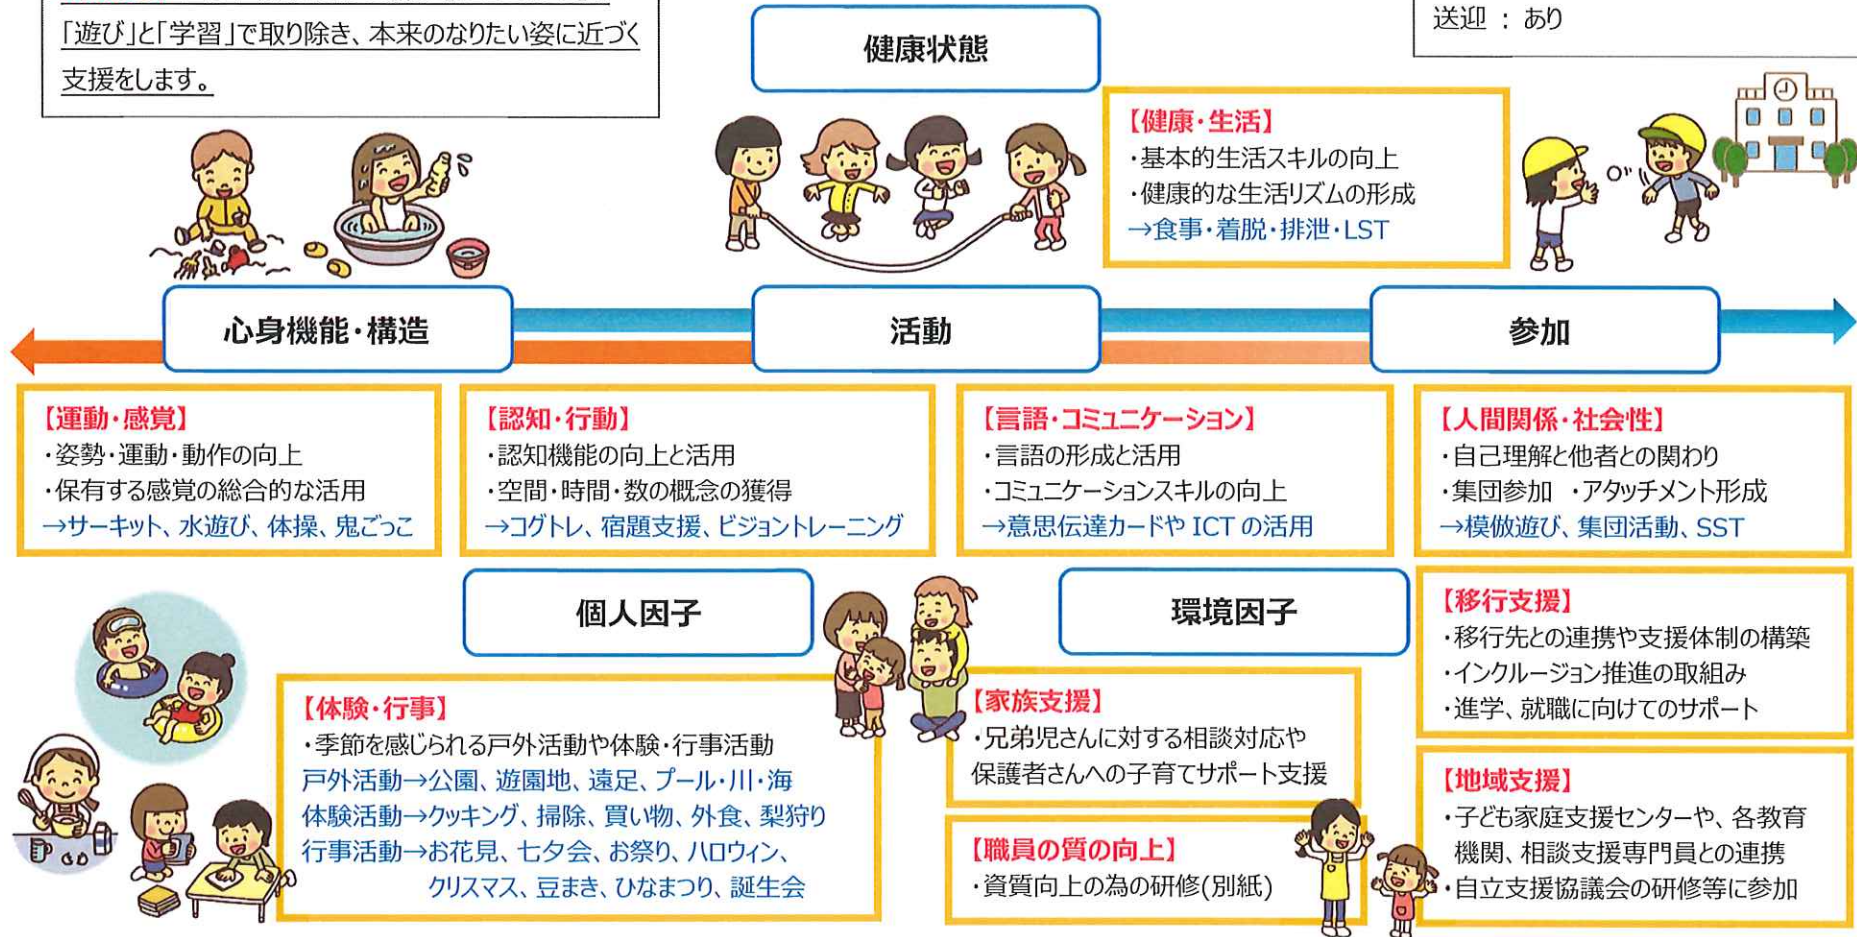 「遊び」と「学習」で取り除き、本来のなりたい姿に近づく
支援をします。
送迎 : あり
健康状態
【健康・生活】
・基本的生活スキルの向上
・健康的な生活リズムの形成
→食事・着脱・排泄・LST
心身機能・構造
活動
参加
【運動・感覚】
・姿勢・運動・動作の向上
・保有する感覚の総合的な活用
→サーキット、水遊び、体操、鬼ごっこ
【認知・行動】
・認知機能の向上と活用
・空間・時間・数の概念の獲得
→コグトレ、宿題支援、ビジョントレーニング
【言語・コミュニケーション】
・言語の形成と活用
・コミュニケーションスキルの向上
→意思伝達カードや ICT の活用
【人間関係・社会性】
・自己理解と他者との関わり
・集団参加 ・アタッチメント形成
→模倣遊び、集団活動、SST
個人因子
環境因子
【体験・行事】
・季節を感じられる戸外活動や体験・行事活動
戸外活動→公園、遊園地、遠足、プール・川・海
体験活動→クッキング、掃除、買い物、外食、梨狩り
行事活動→お花見、七夕会、お祭り、ハロウィン、
クリスマス、豆まき、ひなまつり、誕生会
【家族支援】
・兄弟児さんに対する相談対応や
保護者さんへの子育てサポート支援
【職員の質の向上】
・資質向上の為の研修(別紙)
【移行支援】
・移行先との連携や支援体制の構築
・インクルージョン推進の取組み
・進学、就職に向けてのサポート
【地域支援】
・子ども家庭支援センターや、各教育
機関、相談支援専門員との連携
・自立支援協議会の研修等に参加